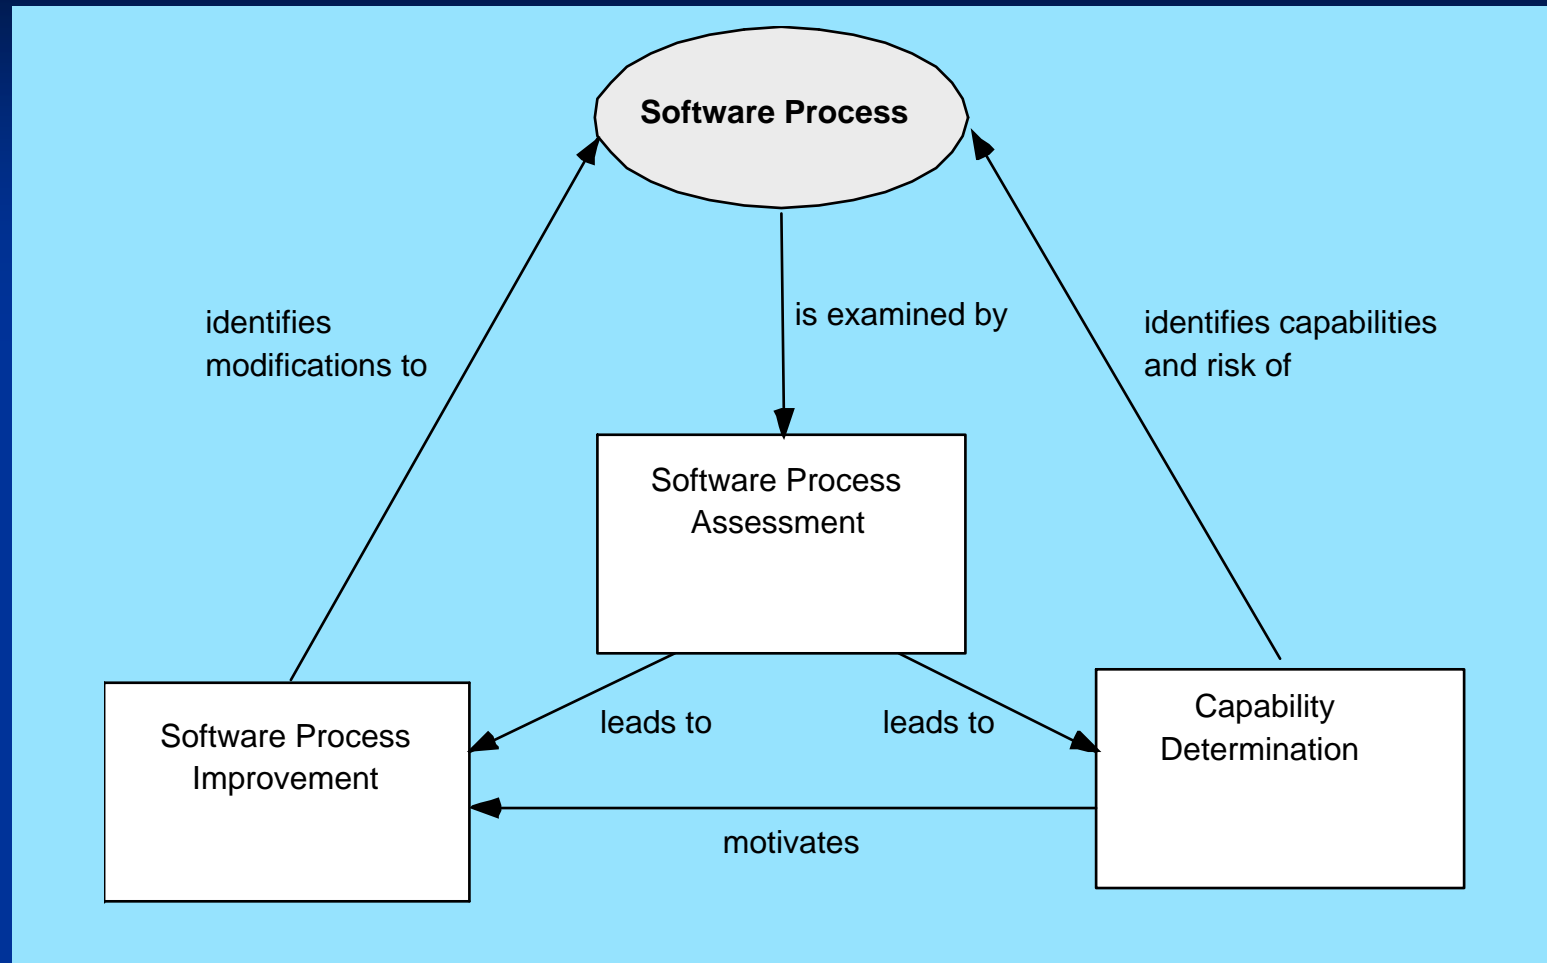 Software Process
identifies
modifications to
is examined by
identifies capabilities
and risk of
Software Process
Assessment
leads to
leads to
Software Process
Improvement
Capability
Determination
motivates